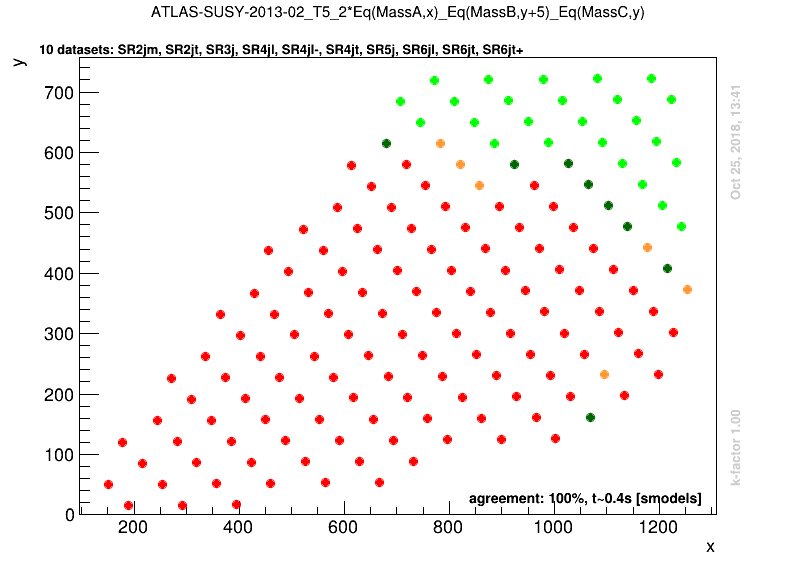 ATLAS-SUSY-2013-02_T5_2*Eq(MassA,x)_Eq(MassB,y+5)_Eq(MassC,y)
10 datasets: SR2jm, SR2jt, SR3j, SR4jl, SR4jl-, SR4jt, SR5j, SR6jl, SR6jt, SR6jt+
y
700
600
500
400
300
200
100
0
200 400 600 800 1000 1200
x
agreement: 100%, t~0.4s [smodels]
Oct 25, 2018, 13:41
k-factor 1.00